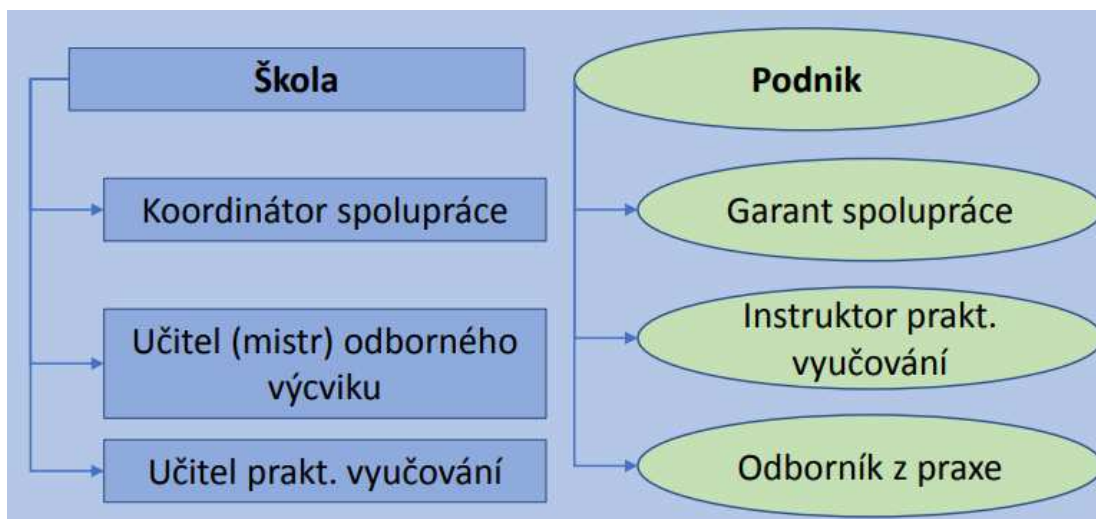 Škola
Podnik
Koordinátor spolupráce
Garant spolupráce
Učitel (mistr) odborného
výcviku
Instruktor prakt.
vyučování
Učitel prakt. vyučování
Odborník z praxe